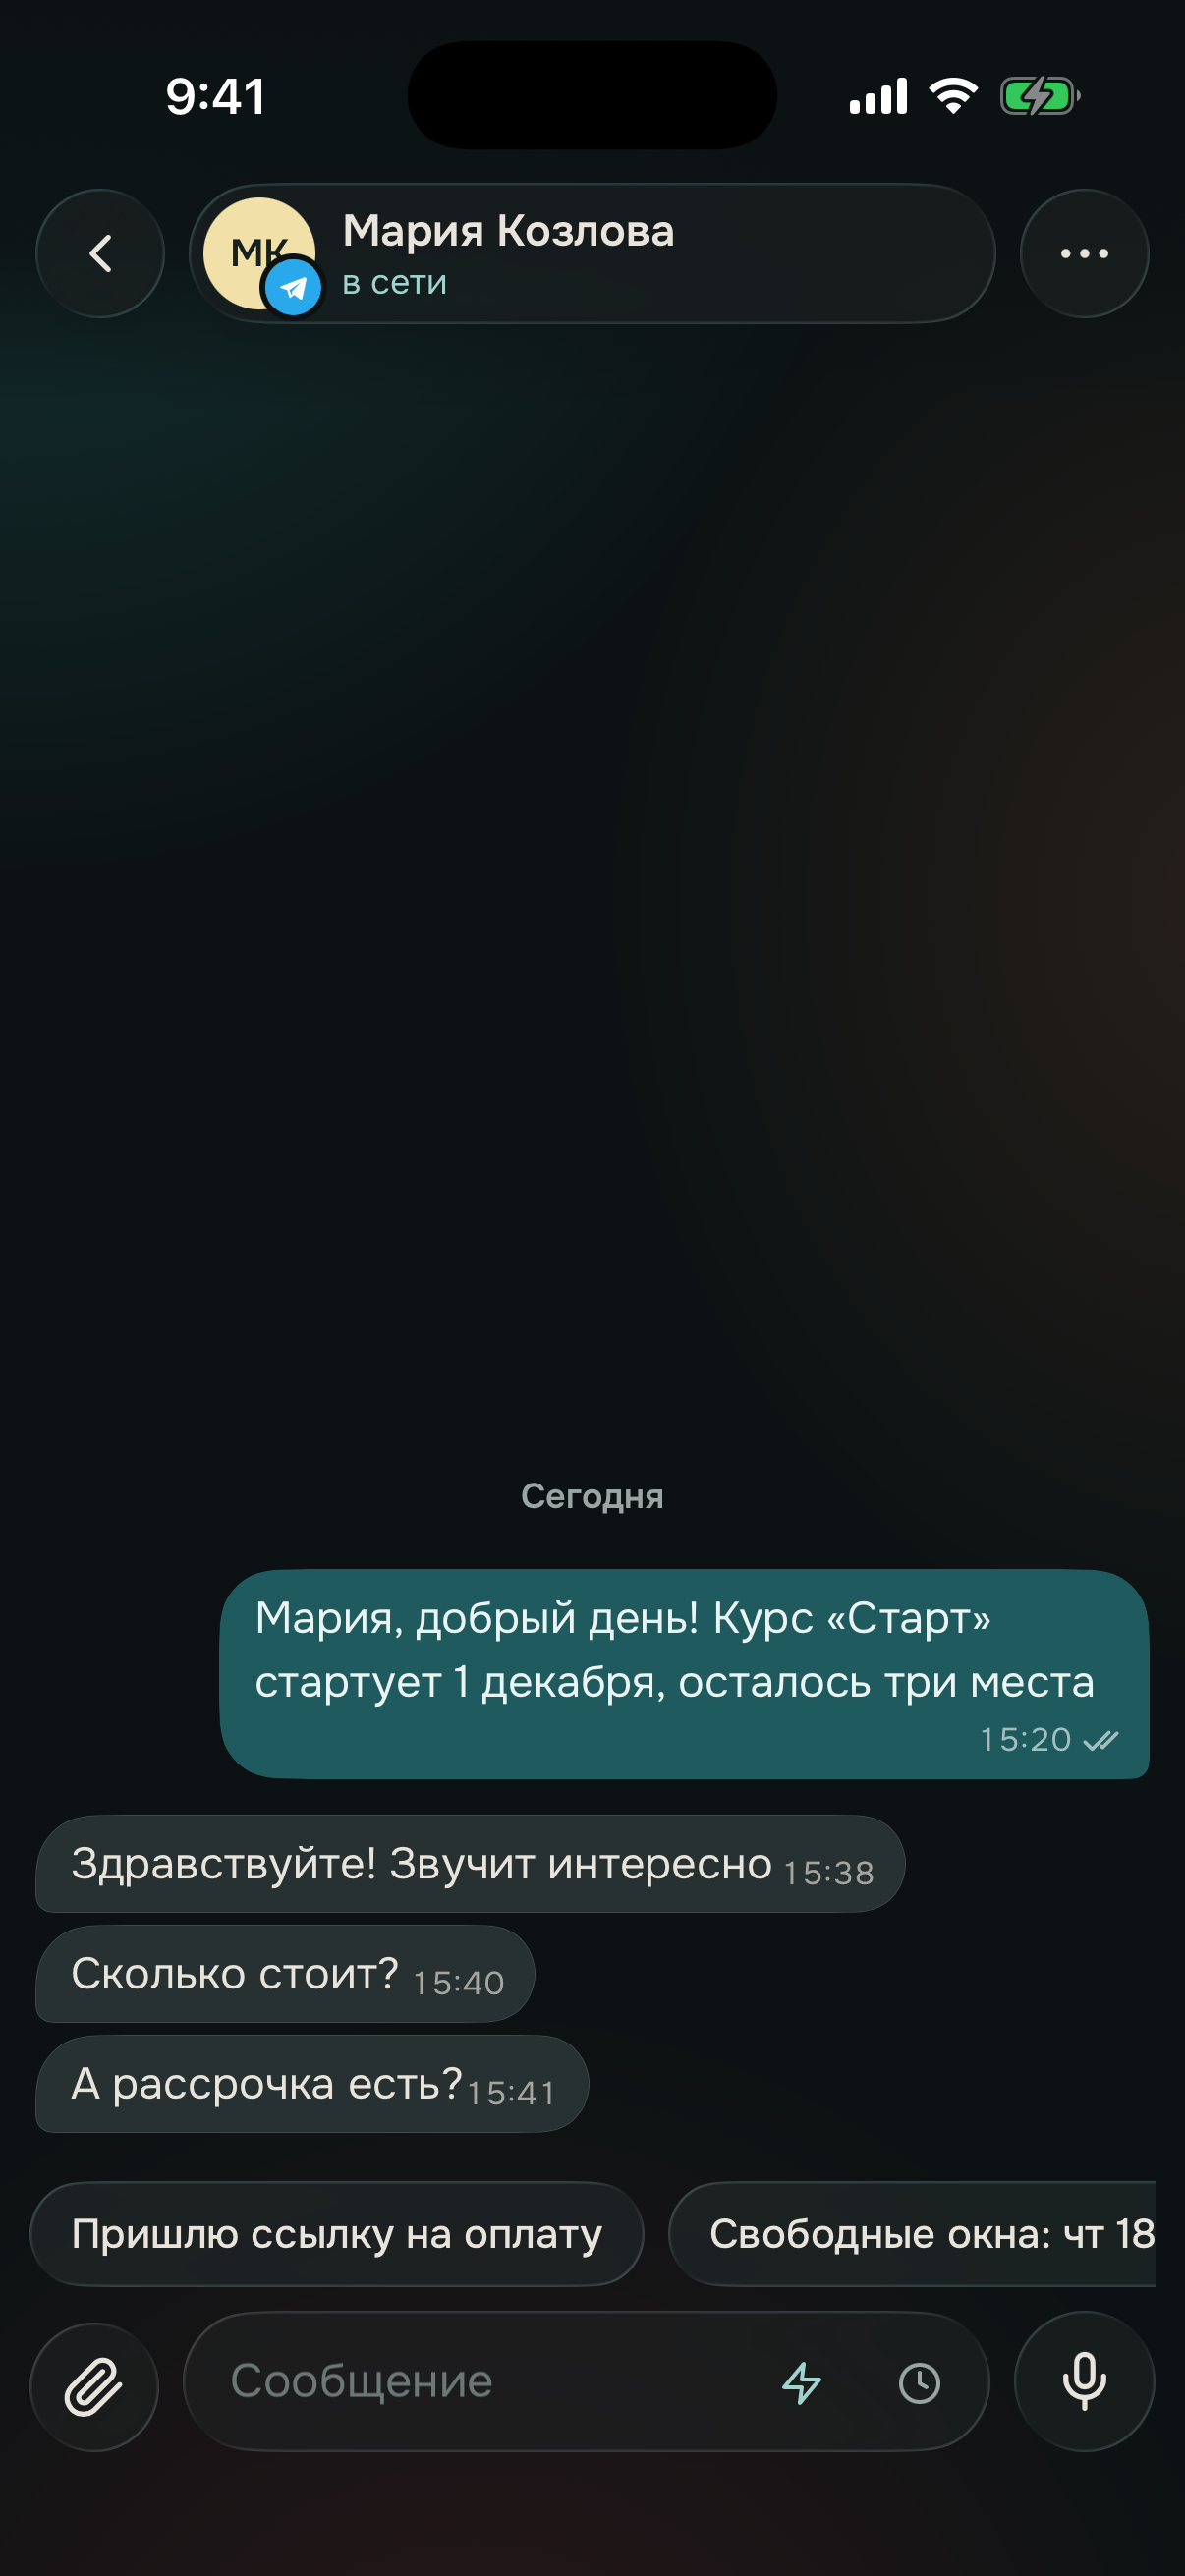 9:41
МК
Мария Козлова
в сети
Сегодня
Мария, добрый день! Курс «Старт»
стартует 1 декабря, осталось три места
15:20
Здравствуйте! Звучит интересно 15:38
Сколько стоит? 15:40
А рассрочка есть? 15:41
Пришлю ссылку на оплату
Свободные окна: чт 18
Сообщение